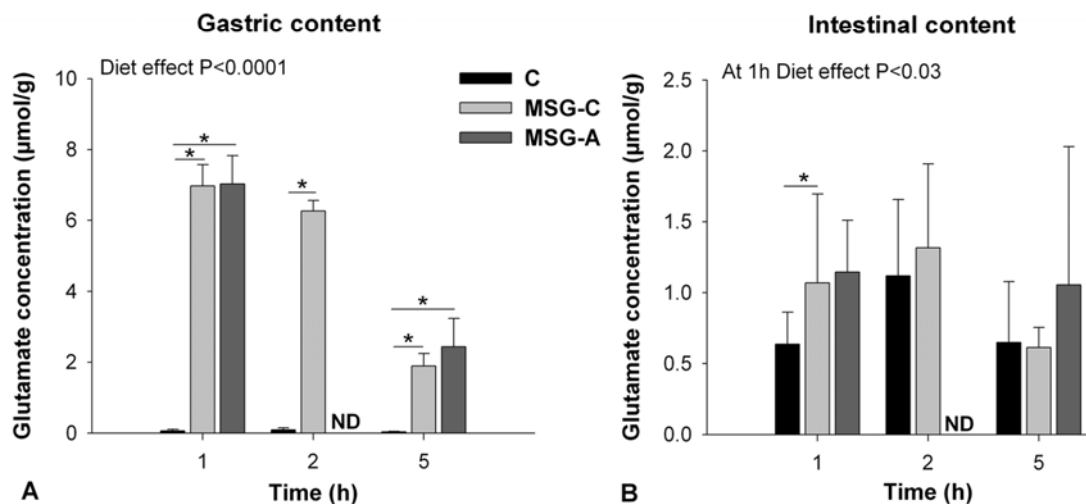 Gastric content
Diet effect P<0.0001
C
MSG-C
MSG-A
Glutamate concentration (µmol/g)
10
8
6
4
2
0
* *
*
ND
* *
1 2 5
Time (h)
A
Intestinal content
At 1h Diet effect P<0.03
Glutamate concentration (µmol/g)
2.5
2.0
1.5
1.0
0.5
0.0
*
ND
1 2 5
Time (h)
B